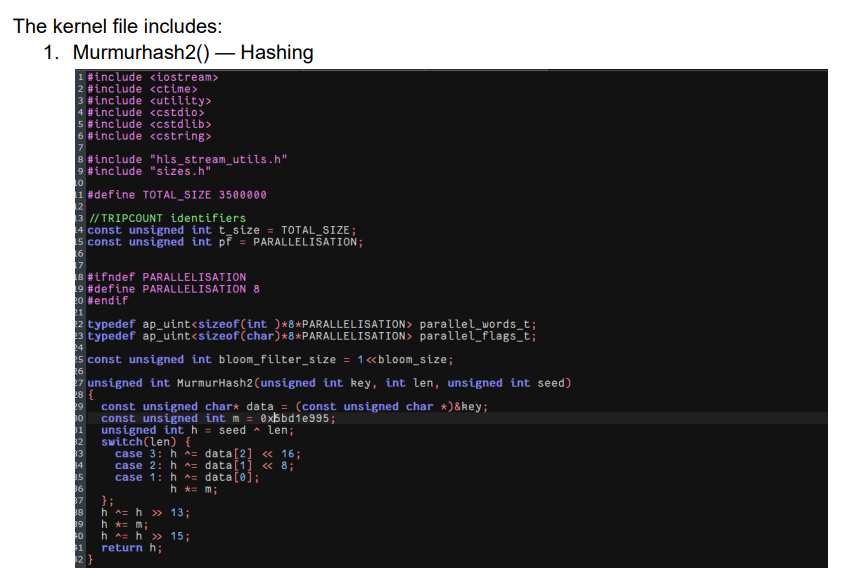 The kernel file includes:
1. Murmurhash2() — Hashing
1 #include <iostream>
2 #include <ctime>
3 #include <utility>
4 #include <cstdio>
5 #include <cstdlib>
6 #include <cstring>
7
8 #include "hls_stream_utils.h"
9 #include "sizes.h"
10
11 #define TOTAL_SIZE 3500000
12
13 //TRIPCOUNT identifiers
14 const unsigned int t_size = TOTAL_SIZE;
15 const unsigned int pf = PARALLELISATION;
16
17
18 #ifndef PARALLELISATION
19 #define PARALLELISATION 8
20 #endif
21
22 typedef ap_uint<sizeof(int )*8*PARALLELISATION> parallel_words_t;
23 typedef ap_uint<sizeof(char)*8*PARALLELISATION> parallel_flags_t;
24
25 const unsigned int bloom_filter_size = 1<<bloom_size;
26
27 unsigned int MurmurHash2(unsigned int key, int len, unsigned int seed)
28 {
29   const unsigned char* data = (const unsigned char *)&key;
30   const unsigned int m = 0x5bd1e995;
31   unsigned int h = seed ^ len;
32   switch(len) {
33     case 3: h ^= data[2] << 16;
34     case 2: h ^= data[1] << 8;
35     case 1: h ^= data[0];
36             h *= m;
37   };
38   h ^= h >> 13;
39   h *= m;
40   h ^= h >> 15;
41   return h;
42 }